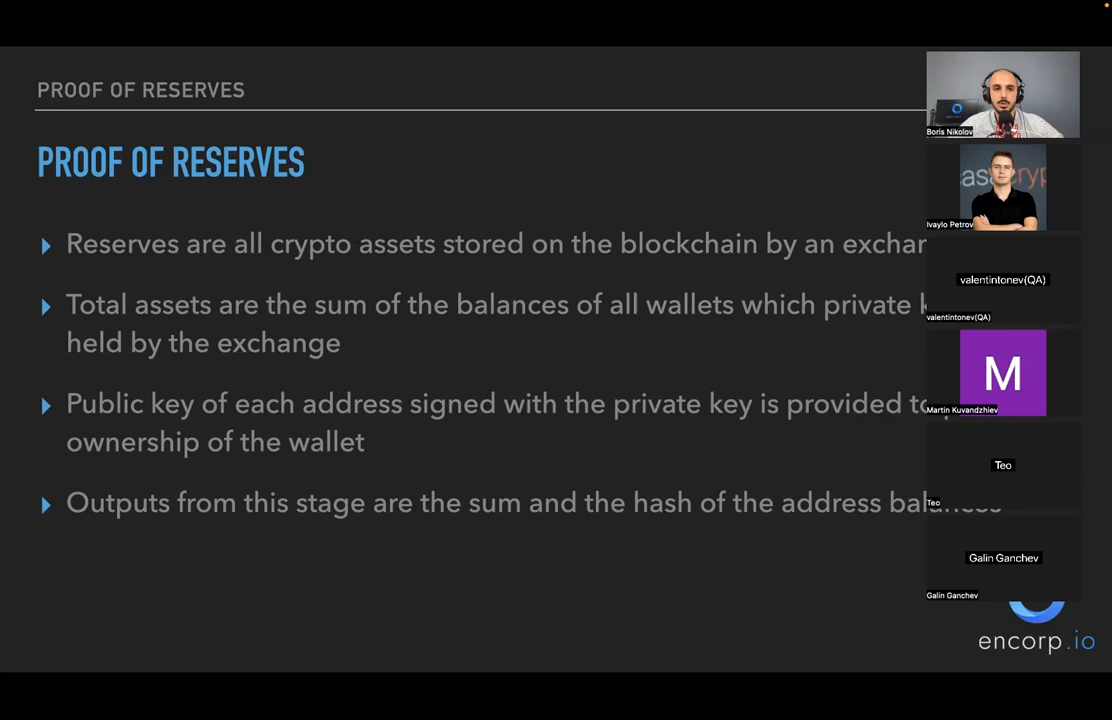 PROOF OF RESERVES
PROOF OF RESERVES
Reserves are all crypto assets stored on the blockchain by an
Total assets are the sum of the balances of all wallets which private
held by the exchange
Public key of each address signed with the private key is provided to
ownership of the wallet
Outputs from this stage are the sum and the hash of the address balances
Boris Nikolov
Ivaylo Petrov
valentintonev(QA)
valentintonev(QA)
M
Martin Kuvandzhiev
Teo
Teo
Galin Ganchev
Galin Ganchev
encorp.io